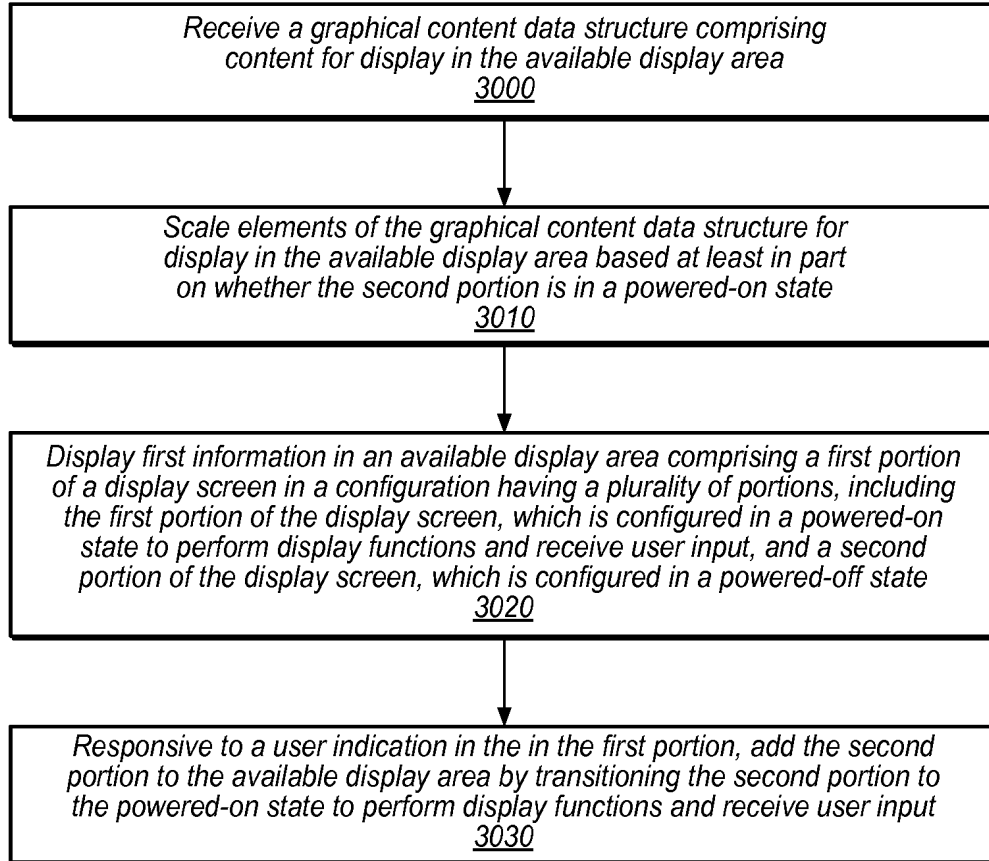 Receive a graphical content data structure comprising
content for display in the available display area
3000
Scale elements of the graphical content data structure for
display in the available display area based at least in part
on whether the second portion is in a powered-on state
3010
Display first information in an available display area comprising a first portion
of a display screen in a configuration having a plurality of portions, including
the first portion of the display screen, which is configured in a powered-on
state to perform display functions and receive user input, and a second
portion of the display screen, which is configured in a powered-off state
3020
Responsive to a user indication in the in the first portion, add the second
portion to the available display area by transitioning the second portion to
the powered-on state to perform display functions and receive user input
3030